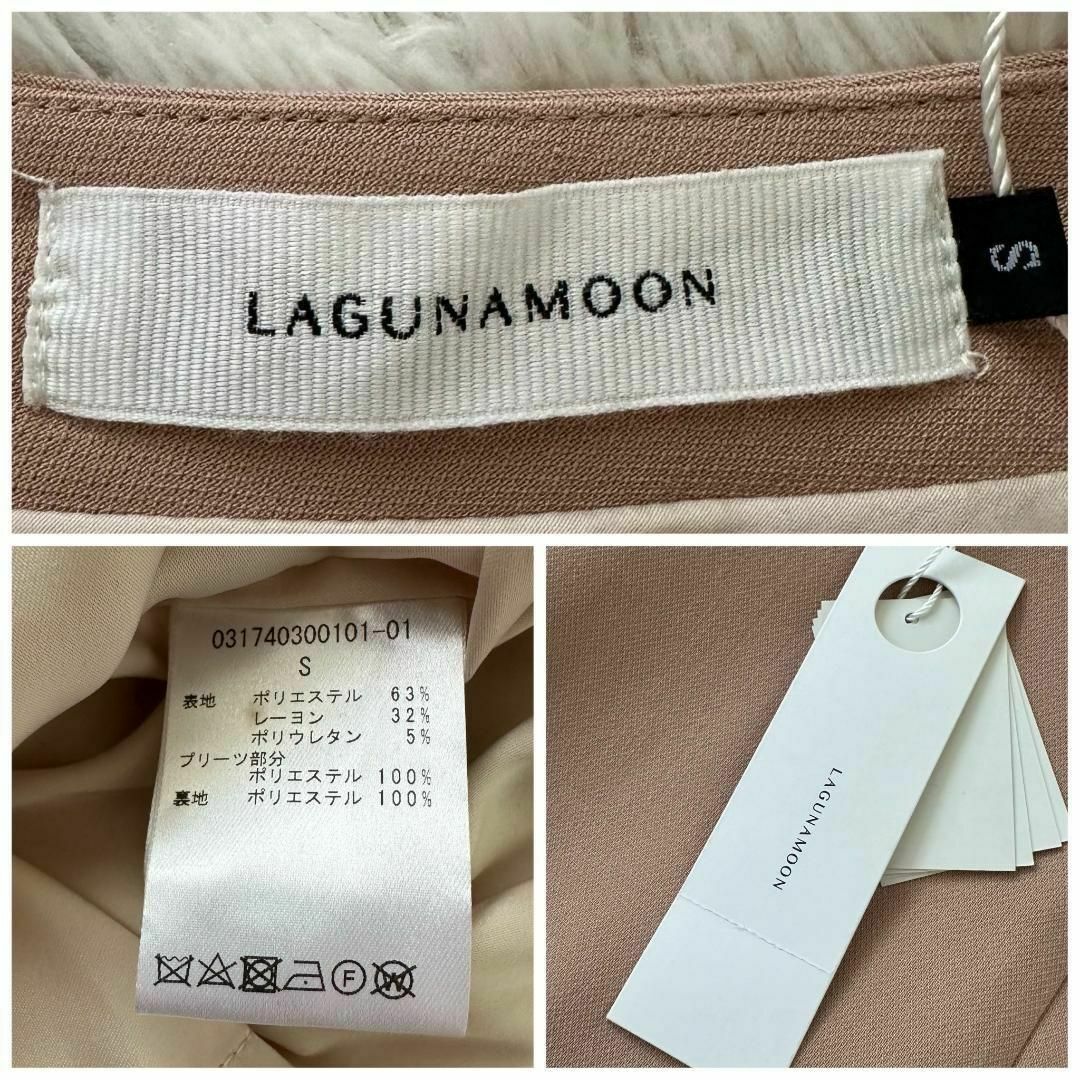 LAGUNAMOON
S
031740300101-01
S
表地 ポリエステル 63%
レーヨン 32%
ポリウレタン 5%
プリーツ部分
ポリエステル 100%
裏地 ポリエステル 100%
F
W
LAGUNAMOON